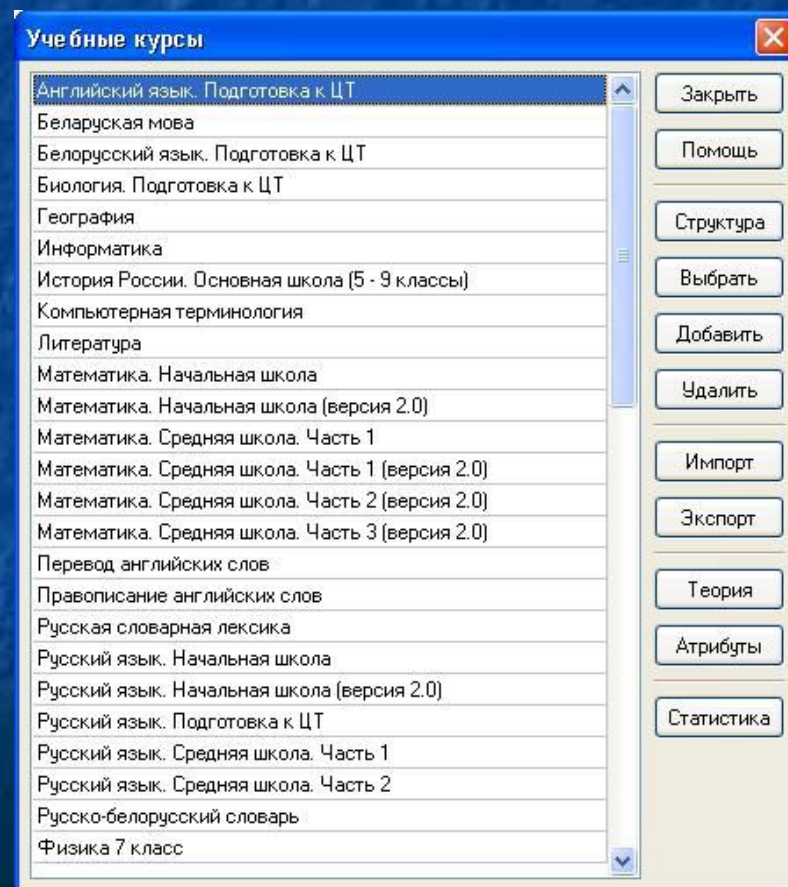 Учебные курсы
Английский язык. Подготовка к ЦТ
Беларуская мова
Белорусский язык. Подготовка к ЦТ
Биология. Подготовка к ЦТ
География
Информатика
История России. Основная школа (5 - 9 классы)
Компьютерная терминология
Литература
Математика. Начальная школа
Математика. Начальная школа (версия 2.0)
Математика. Средняя школа. Часть 1
Математика. Средняя школа. Часть 1 (версия 2.0)
Математика. Средняя школа. Часть 2 (версия 2.0)
Математика. Средняя школа. Часть 3 (версия 2.0)
Перевод английских слов
Правописание английских слов
Русская словарная лексика
Русский язык. Начальная школа
Русский язык. Начальная школа (версия 2.0)
Русский язык. Подготовка к ЦТ
Русский язык. Средняя школа. Часть 1
Русский язык. Средняя школа. Часть 2
Русско-белорусский словарь
Физика 7 класс
Закрыть
Помощь
Структура
Выбрать
Добавить
Удалить
Импорт
Экспорт
Теория
Атрибуты
Статистика